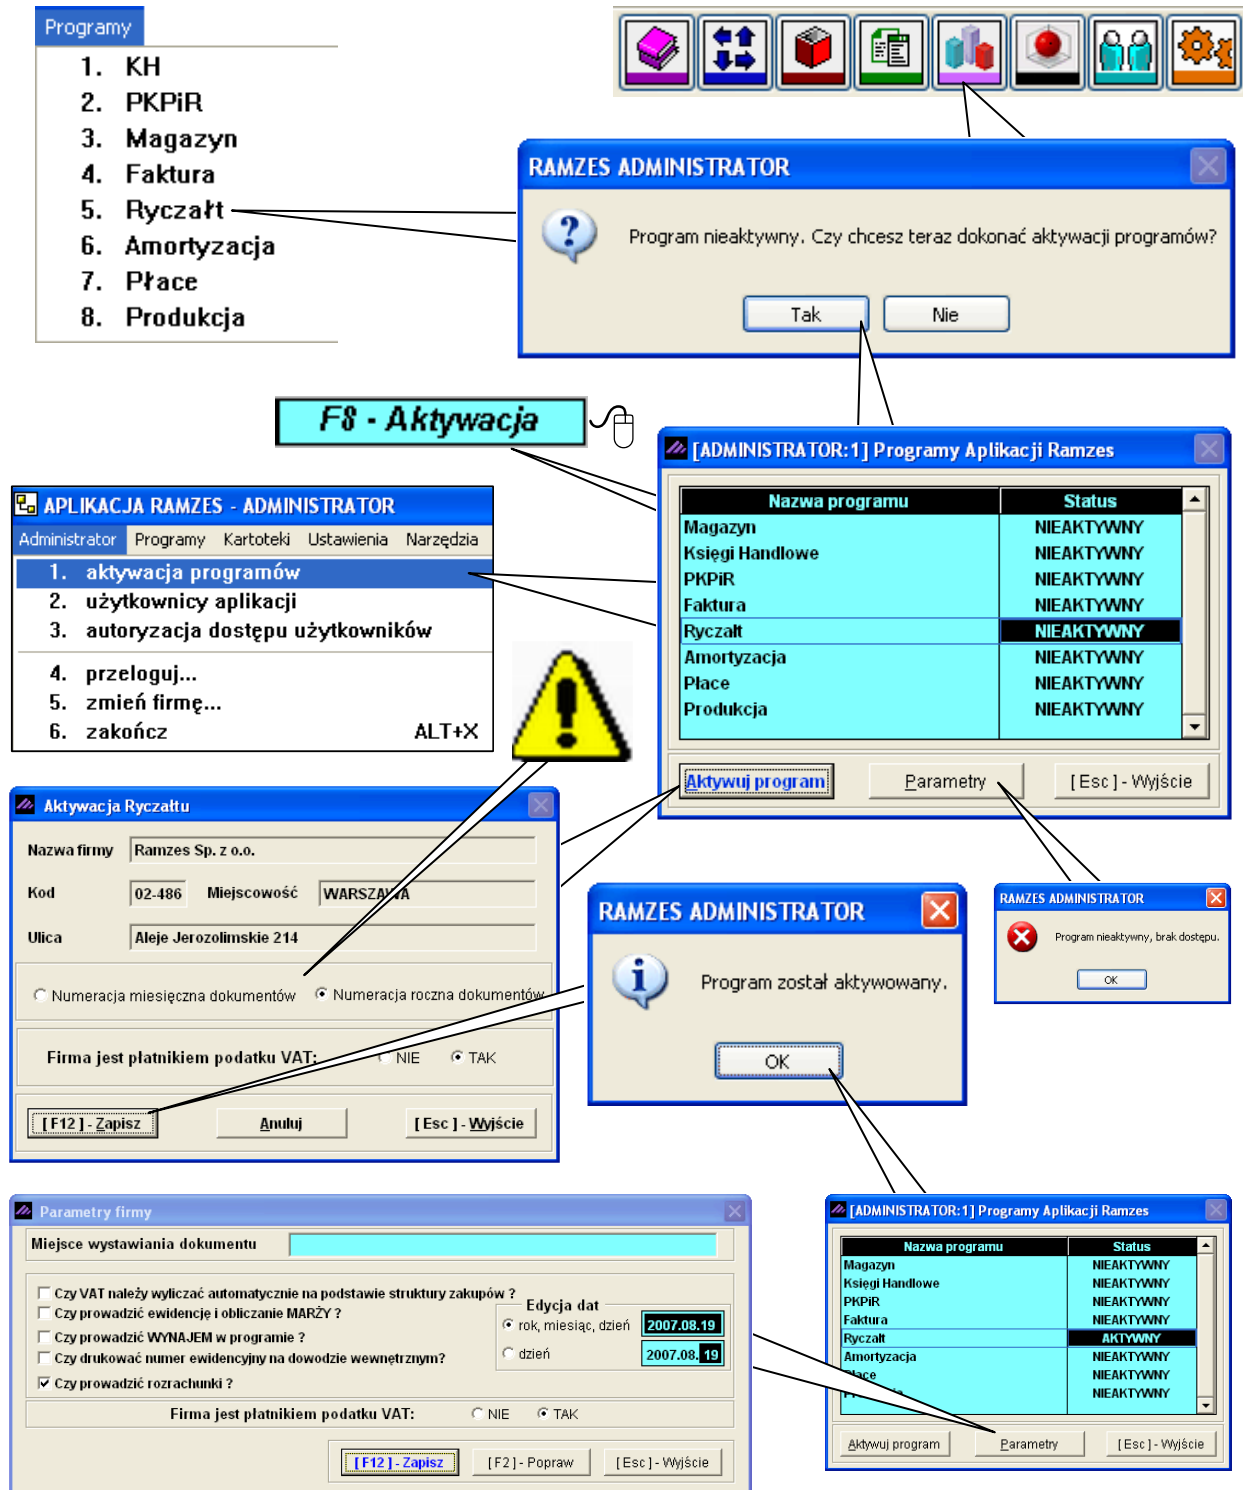 Programy
1. KH
2. PKPiR
3. Magazyn
4. Faktura
5. Ryczałt
6. Amortyzacja
7. Płace
8. Produkcja
RAMZES ADMINISTRATOR
Program nieaktywny. Czy chcesz teraz dokonać aktywacji programów?
Tak Nie
F8 - Aktywacja
[ADMINISTRATOR:1] Programy Aplikacji Ramzes
Nazwa programu Status
Magazyn NIEAKTYWNY
Księgi Handlowe NIEAKTYWNY
PKPiR NIEAKTYWNY
Faktura NIEAKTYWNY
Ryczałt NIEAKTYWNY
Amortyzacja NIEAKTYWNY
Płace NIEAKTYWNY
Produkcja NIEAKTYWNY
Aktywuj program Parametry [ Esc ] - Wyjście
APLIKACJA RAMZES - ADMINISTRATOR
Administrator Programy Kartoteki Ustawienia Narzędzia
1. aktywacja programów
2. użytkownicy aplikacji
3. autoryzacja dostępu użytkowników
4. przeloguj...
5. zmień firmę...
6. zakończ ALT+X
Aktywacja Ryczałtu
Nazwa firmy Ramzes Sp. z o.o.
Kod 02-486 Miejscowość WARSZAWA
Ulica Aleje Jerozolimskie 214
Numeracja miesięczna dokumentów Numeracja roczna dokumentów
Firma jest płatnikiem podatku VAT: NIE TAK
[ F12 ] - Zapisz Anuluj [ Esc ] - Wyjście
RAMZES ADMINISTRATOR
Program został aktywowany.
OK
RAMZES ADMINISTRATOR
Program nieaktywny, brak dostępu.
OK
Parametry firmy
Miejsce wystawiania dokumentu
Czy VAT należy wyliczać automatycznie na podstawie struktury zakupów ?
Czy prowadzić ewidencję i obliczanie MARŻY ?
Czy prowadzić WYNAJEM w programie ?
Czy drukować numer ewidencyjny na dowodzie wewnętrznym?
Czy prowadzić rozrachunki ?
Edycja dat
rok, miesiąc, dzień 2007.08.19
dzień 2007.08.19
Firma jest płatnikiem podatku VAT: NIE TAK
[ F12 ] - Zapisz [ F2 ] - Popraw [ Esc ] - Wyjście
[ADMINISTRATOR:1] Programy Aplikacji Ramzes
Nazwa programu Status
Magazyn NIEAKTYWNY
Księgi Handlowe NIEAKTYWNY
PKPiR NIEAKTYWNY
Faktura NIEAKTYWNY
Ryczałt AKTYWNY
Amortyzacja NIEAKTYWNY
Płace NIEAKTYWNY
NIEAKTYWNY
Aktywuj program Parametry [ Esc ] - Wyjście